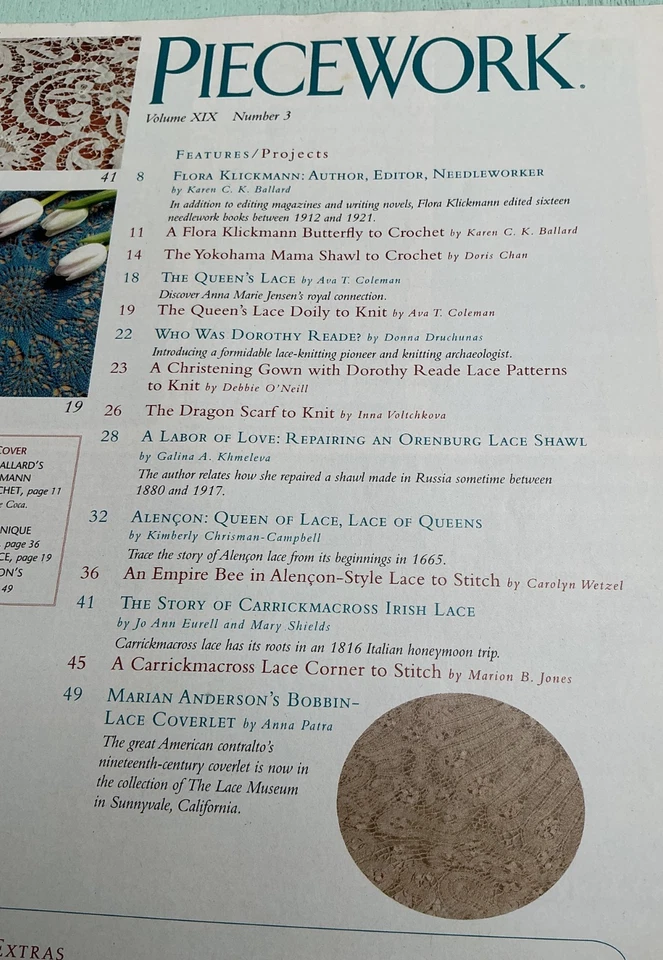 PIECEWORK.
Volume XIX Number 3
FEATURES/Projects
41
8 FLORA KLICKMANN: AUTHOR, EDITOR, NEEDLEWORKER
by Karen C. K. Ballard
In addition to editing magazines and writing novels, Flora Klickmann edited sixteen
needlework books between 1912 and 1921.
11 A Flora Klickmann Butterfly to Crochet by Karen C. K. Ballard
14 The Yokohama Mama Shawl to Crochet by Doris Chan
18 THE QUEEN'S LACE by Ava T. Coleman
Discover Anna Marie Jensen's royal connection.
19 The Queen's Lace Doily to Knit by Ava T. Coleman
22 WHO WAS DOROTHY READE? by Donna Druchunas
Introducing a formidable lace-knitting pioneer and knitting archaeologist.
23 A Christening Gown with Dorothy Reade Lace Patterns
to Knit by Debbie O'Neill
19
26 The Dragon Scarf to Knit by Inna Voltchkova
28 A LABOR OF LOVE: REPAIRING AN ORENBURG LACE SHAWL
by Galina A. Khmeleva
The author relates how she repaired a shawl made in Russia sometime between
1880 and 1917.
32 ALENÇON: QUEEN OF LACE, LACE OF QUEENS
by Kimberly Chrisman-Campbell
Trace the story of Alençon lace from its beginnings in 1665.
36 An Empire Bee in Alençon-Style Lace to Stitch by Carolyn Wetzel
41 THE STORY OF CARRICKMACROSS IRISH LACE
by Jo Ann Eurell and Mary Shields
Carrickmacross lace has its roots in an 1816 Italian honeymoon trip.
45 A Carrickmacross Lace Corner to Stitch by Marion B. Jones
49 MARIAN ANDERSON'S BOBBIN-
LACE COVERLET by Anna Patra
The great American contralto's
nineteenth-century coverlet is now in
the collection of The Lace Museum
in Sunnyvale, California.
COVER
ALLARD'S
MANN
CHET, page 11
Coca.
NIQUE
page 36
CE, page 19
ON'S
49
EXTRAS